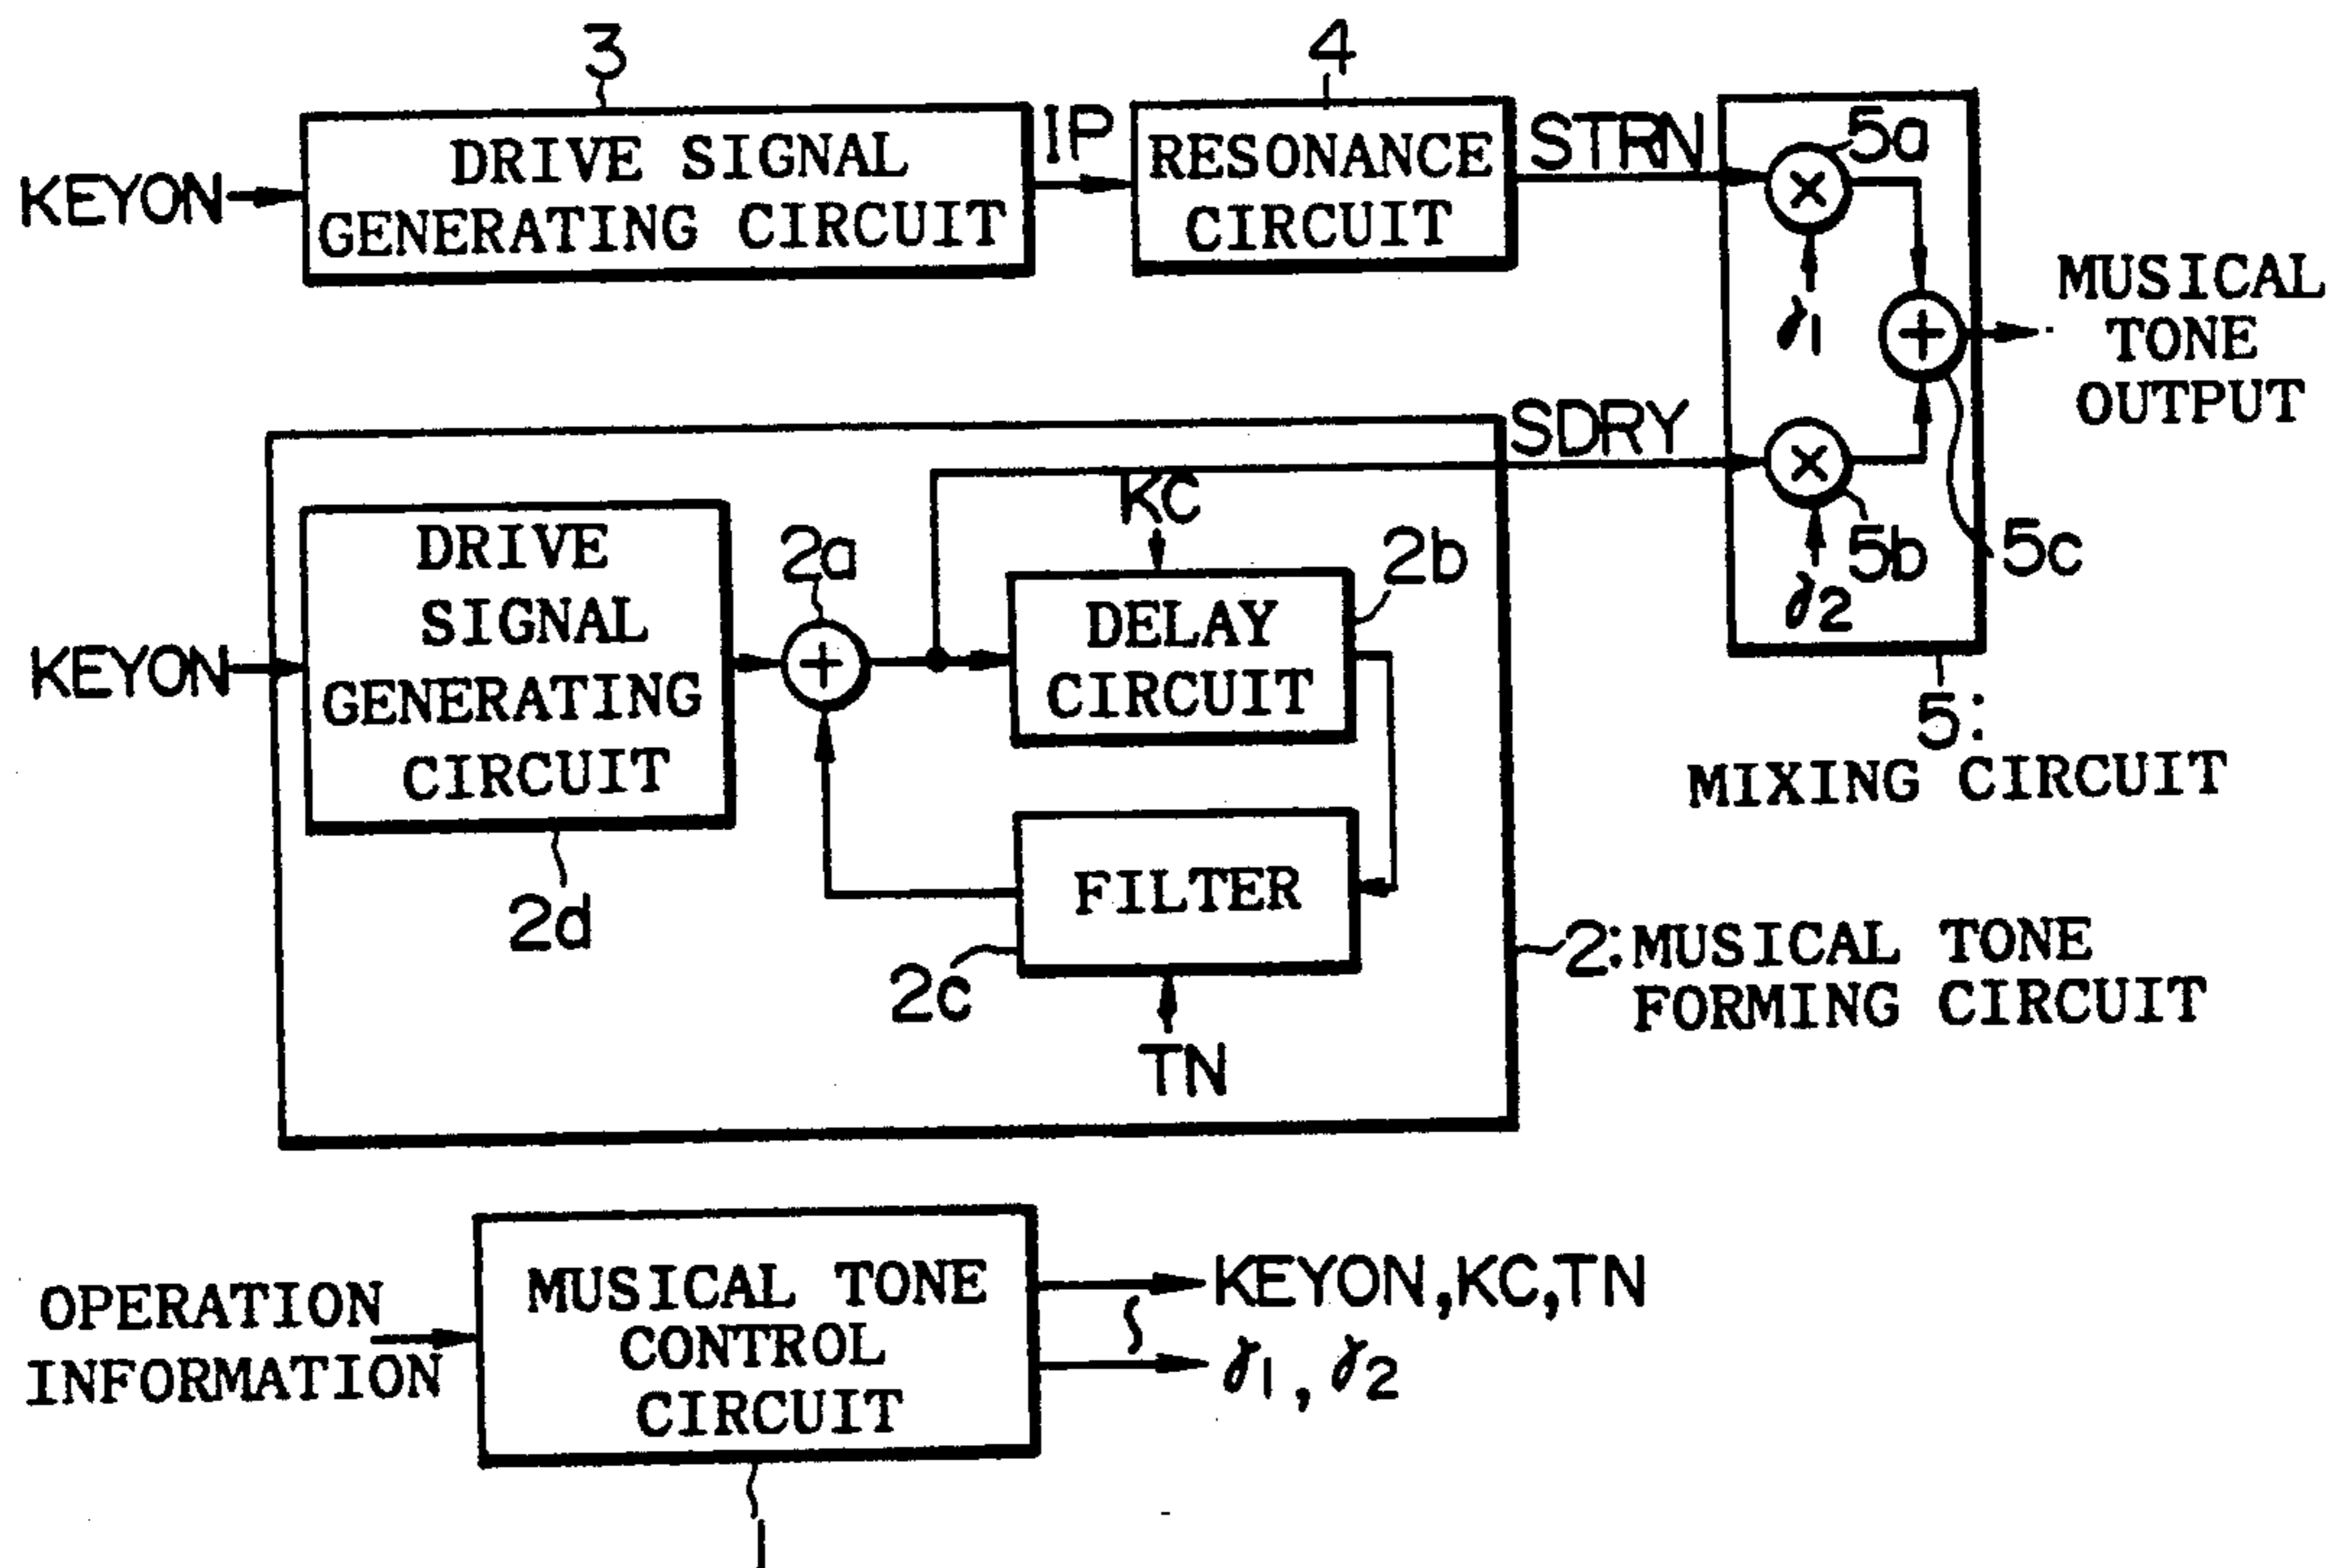 3
4
KEYON
DRIVE SIGNAL
GENERATING CIRCUIT
IP
RESONANCE
CIRCUIT
STRN
5a
×
γ1
+
MUSICAL
TONE
OUTPUT
SDRY
×
5b
5c
γ2
5:
MIXING CIRCUIT
KEYON
DRIVE
SIGNAL
GENERATING
CIRCUIT
2d
2a
+
KC
2b
DELAY
CIRCUIT
FILTER
2c
TN
2:MUSICAL TONE
FORMING CIRCUIT
OPERATION
INFORMATION
MUSICAL TONE
CONTROL
CIRCUIT
KEYON,KC,TN
γ1, γ2
1